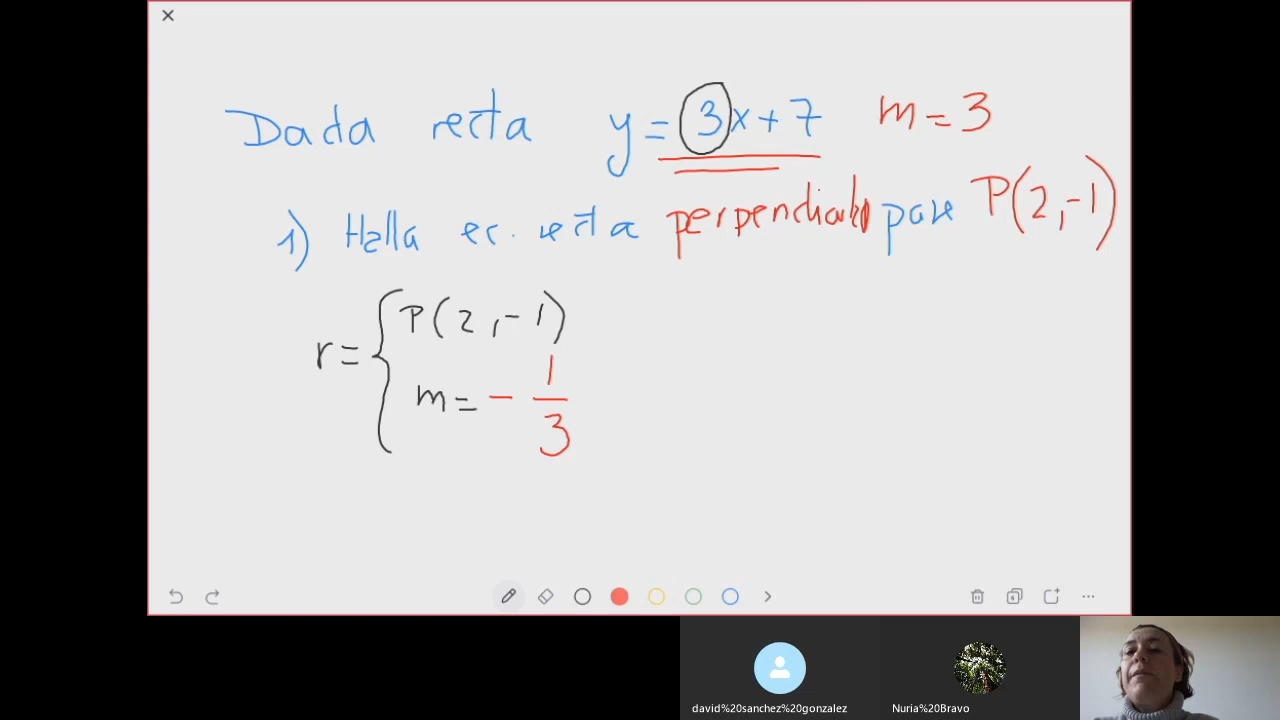 Dada recta y = 3x + 7 m = 3
1) Halla ec. recta perpendicular pase P(2, -1)
r = { P(2, -1)
m = - 1/3
david%20sanchez%20gonzalez
Nuria%20Bravo